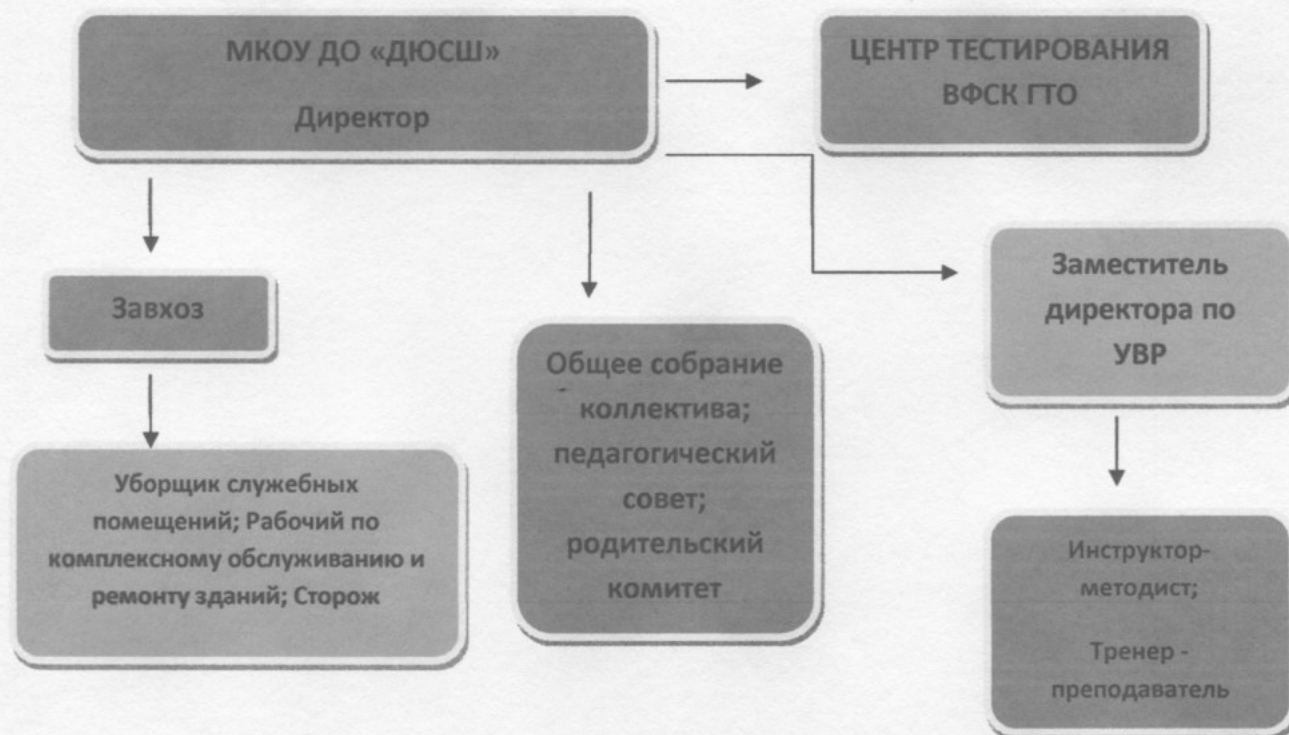 МКОУ ДО «ДЮСШ»
Директор
ЦЕНТР ТЕСТИРОВАНИЯ
ВФСК ГТО
Завхоз
Общее собрание
коллектива;
педагогический
совет;
родительский
комитет
Заместитель
директора по
УВР
Уборщик служебных
помещений; Рабочий по
комплексному обслуживанию и
ремонту зданий; Сторож
Инструктор-
методист;
Тренер -
преподаватель